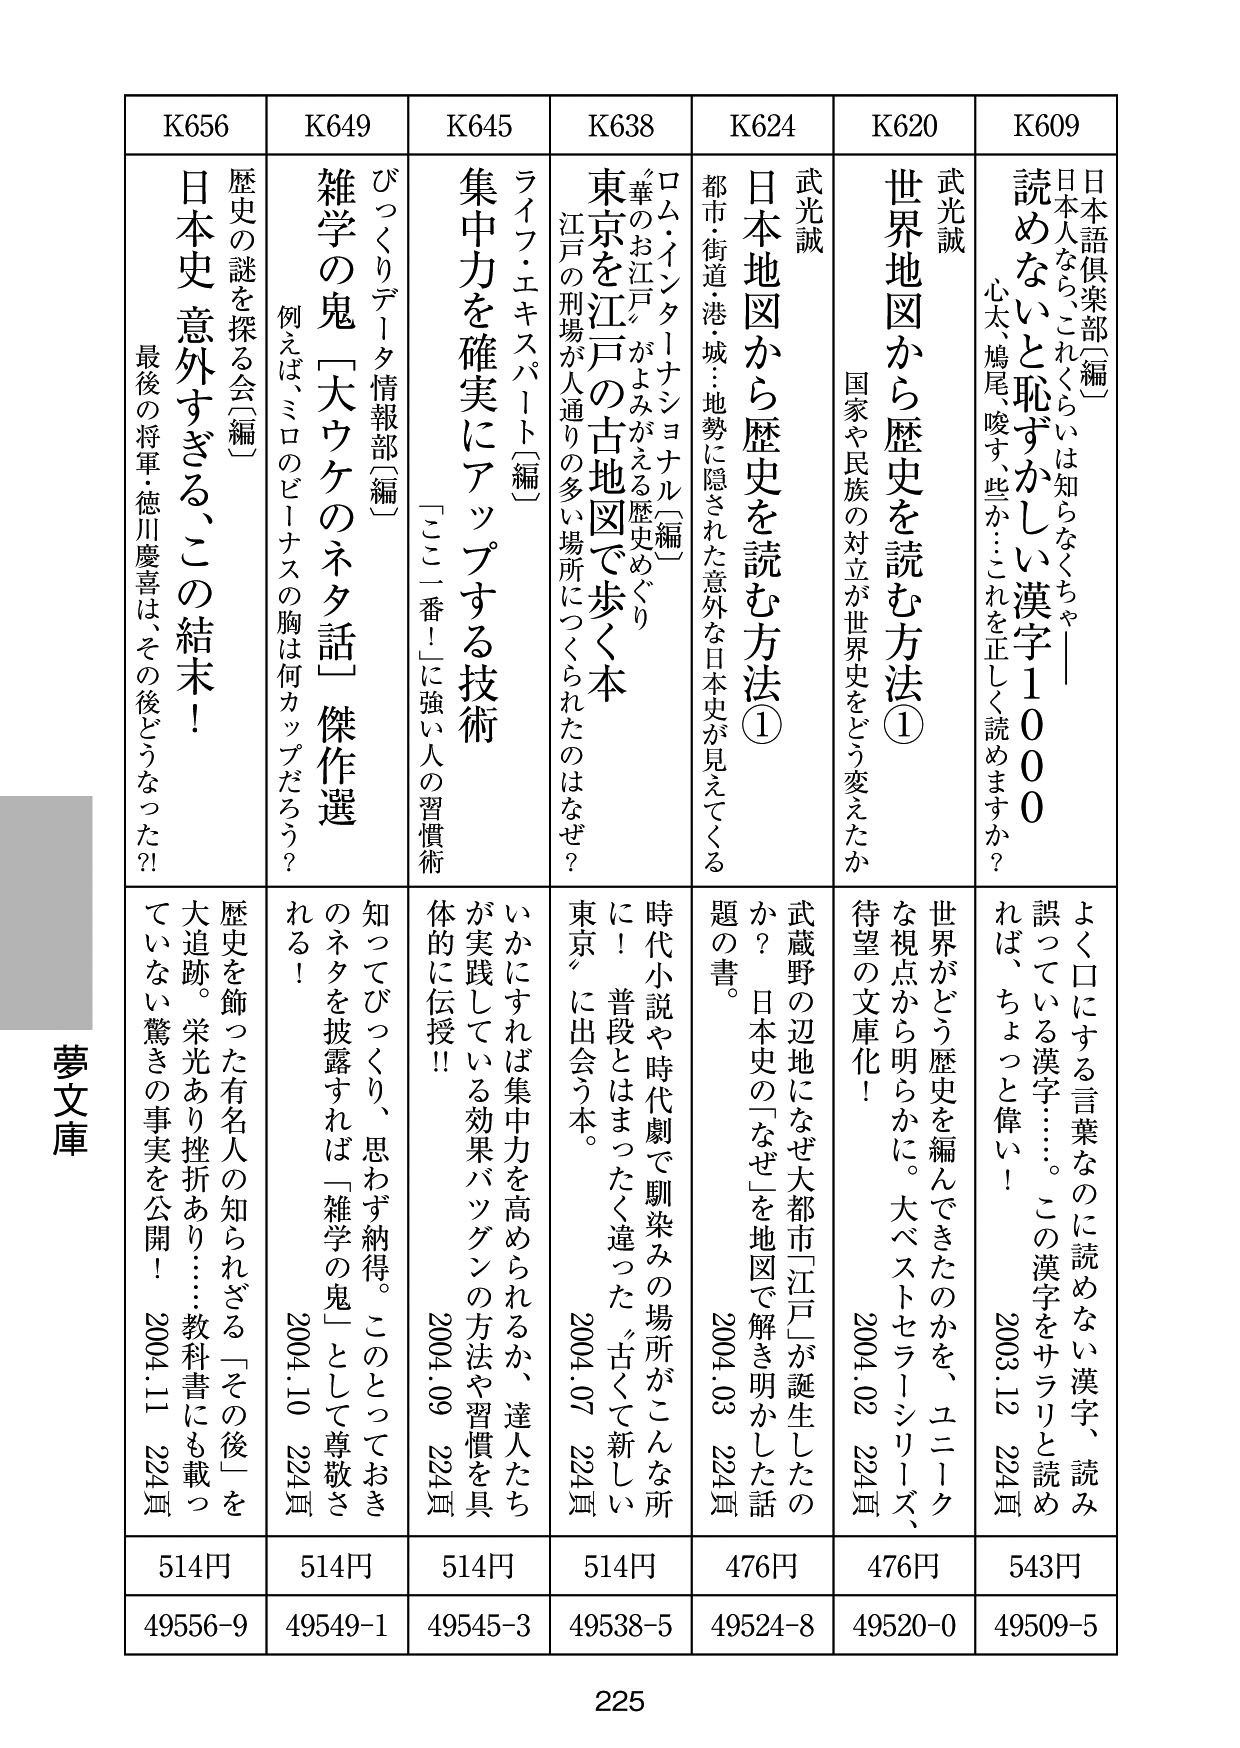 K609
日本語倶楽部〔編〕
日本人なら、これくらいは知らなくちゃ――
読めないと恥ずかしい漢字1000
心太、鳩尾、唆す、些か…これを正しく読めますか？
よく口にする言葉なのに読めない漢字、読み
誤っている漢字……。この漢字をサラリと読め
れば、ちょっと偉い！
2003.12 224頁
543円
49509-5
K620
武光誠
世界地図から歴史を読む方法①
国家や民族の対立が世界史をどう変えたか
世界がどう歴史を編んできたのかを、ユニーク
な視点から明らかに。大ベストセラーシリーズ、
待望の文庫化！
2004.02 224頁
476円
49520-0
K624
武光誠
日本地図から歴史を読む方法①
都市・街道・港・城…地勢に隠された意外な日本史が見えてくる
武蔵野の辺地になぜ大都市「江戸」が誕生したの
か？ 日本史の「なぜ」を地図で解き明かした話
題の書。
2004.03 224頁
476円
49524-8
K638
ロム・インターナショナル〔編〕
〝華のお江戸〟がよみがえる歴史めぐり
東京を江戸の古地図で歩く本
江戸の刑場が人通りの多い場所につくられたのはなぜ？
時代小説や時代劇で馴染みの場所がこんな所
に！ 普段とはまったく違った〝古くて新しい
東京〟に出会う本。
2004.07 224頁
514円
49538-5
K645
ライフ・エキスパート〔編〕
集中力を確実にアップする技術
「ここ一番！」に強い人の習慣術
いかにすれば集中力を高められるか、達人たち
が実践している効果バツグンの方法や習慣を具
体的に伝授!!
2004.09 224頁
514円
49545-3
K649
びっくりデータ情報部〔編〕
雑学の鬼［大ウケのネタ話］傑作選
例えば、ミロのビーナスの胸は何カップだろう？
知ってびっくり、思わず納得。このとっておき
のネタを披露すれば「雑学の鬼」として尊敬さ
れる！
2004.10 224頁
514円
49549-1
K656
歴史の謎を探る会〔編〕
日本史 意外すぎる、この結末！
最後の将軍・徳川慶喜は、その後どうなった?!
歴史を飾った有名人の知られざる「その後」を
大追跡。栄光あり挫折あり……教科書にも載っ
ていない驚きの事実を公開！
2004.11 224頁
514円
49556-9
夢文庫
225